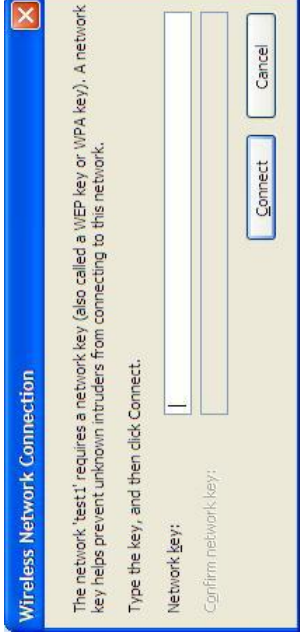 Wireless Network Connection
The network 'test1' requires a network key (also called a WEP key or WPA key). A network
key helps prevent unknown intruders from connecting to this network.
Type the key, and then click Connect.
Network key:
Confirm network key:
Connect
Cancel